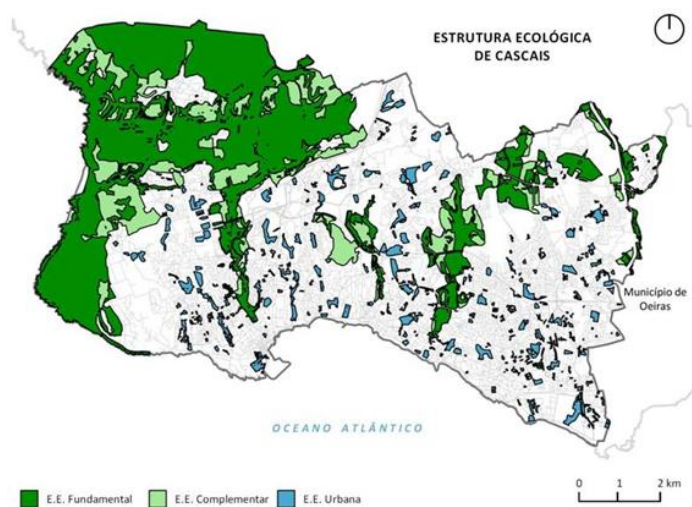 ESTRUTURA ECOLÓGICA
DE CASCAIS
Município de
Oeiras
OCEANO ATLÂNTICO
E.E. Fundamental
E.E. Complementar
E.E. Urbana
0 1 2 km